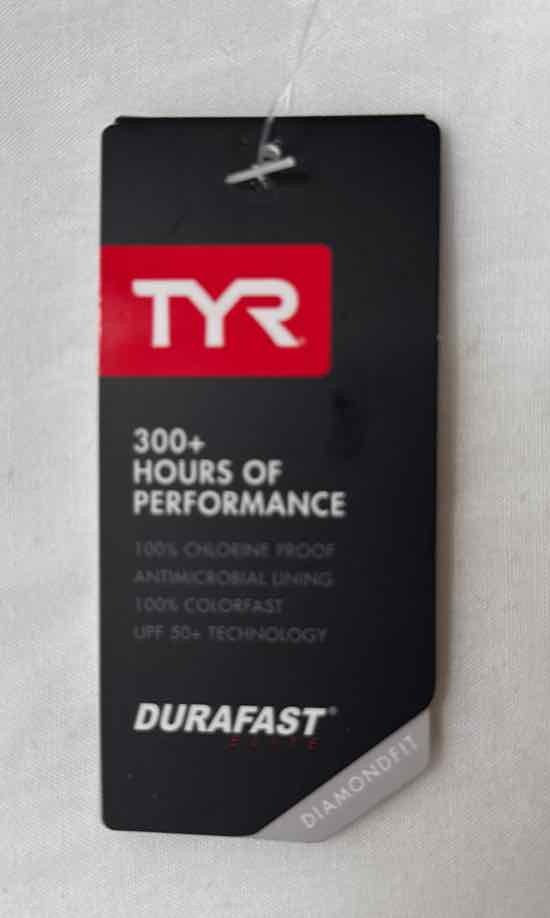 TYR
300+
HOURS OF
PERFORMANCE
100% CHLORINE PROOF
ANTIMICROBIAL LINING
100% COLORFAST
UPF 50+ TECHNOLOGY
DURAFAST®
ELITE
DIAMONDFIT